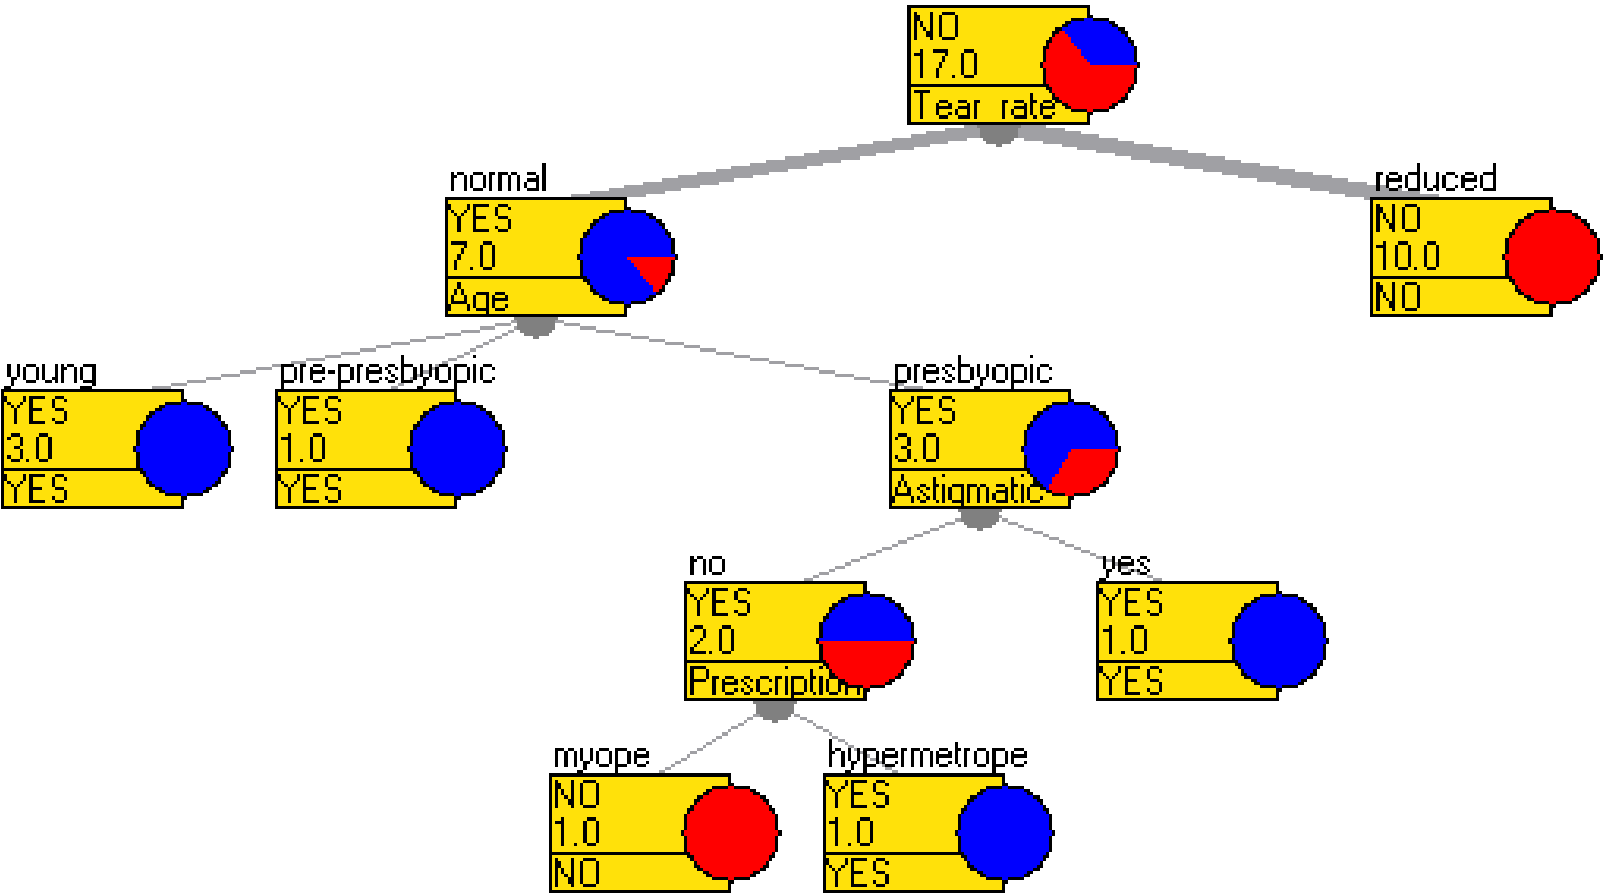 NO
17.0
Tear rate
normal
YES
7.0
Age
reduced
NO
10.0
NO
young
YES
3.0
YES
pre-presbyopic
YES
1.0
YES
presbyopic
YES
3.0
Astigmatic
no
YES
2.0
Prescription
yes
YES
1.0
YES
myope
NO
1.0
NO
hypermetrope
YES
1.0
YES